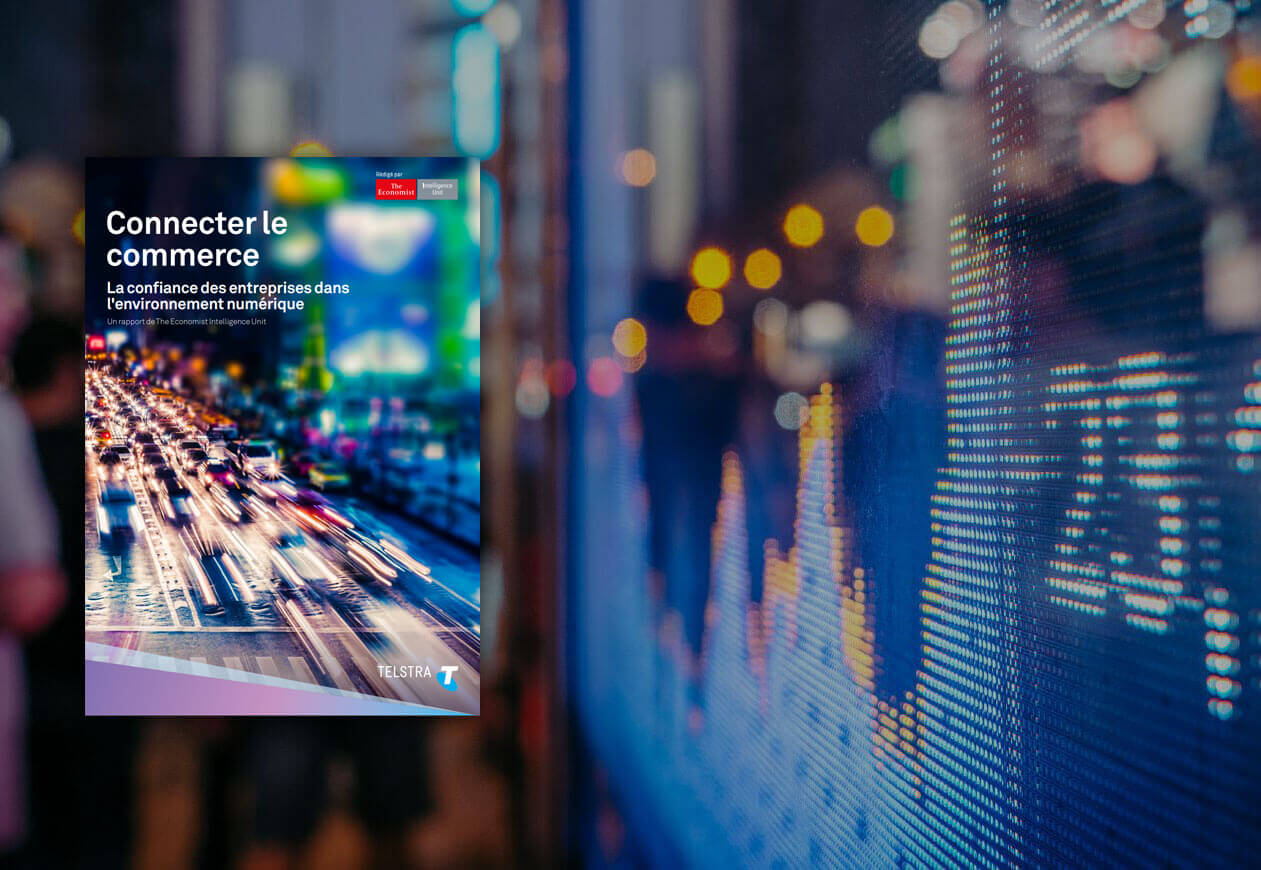 Rédigé par
The
Economist
Intelligence
Unit
Connecter le
commerce
La confiance des entreprises dans
l'environnement numérique
Un rapport de The Economist Intelligence Unit
TELSTRA